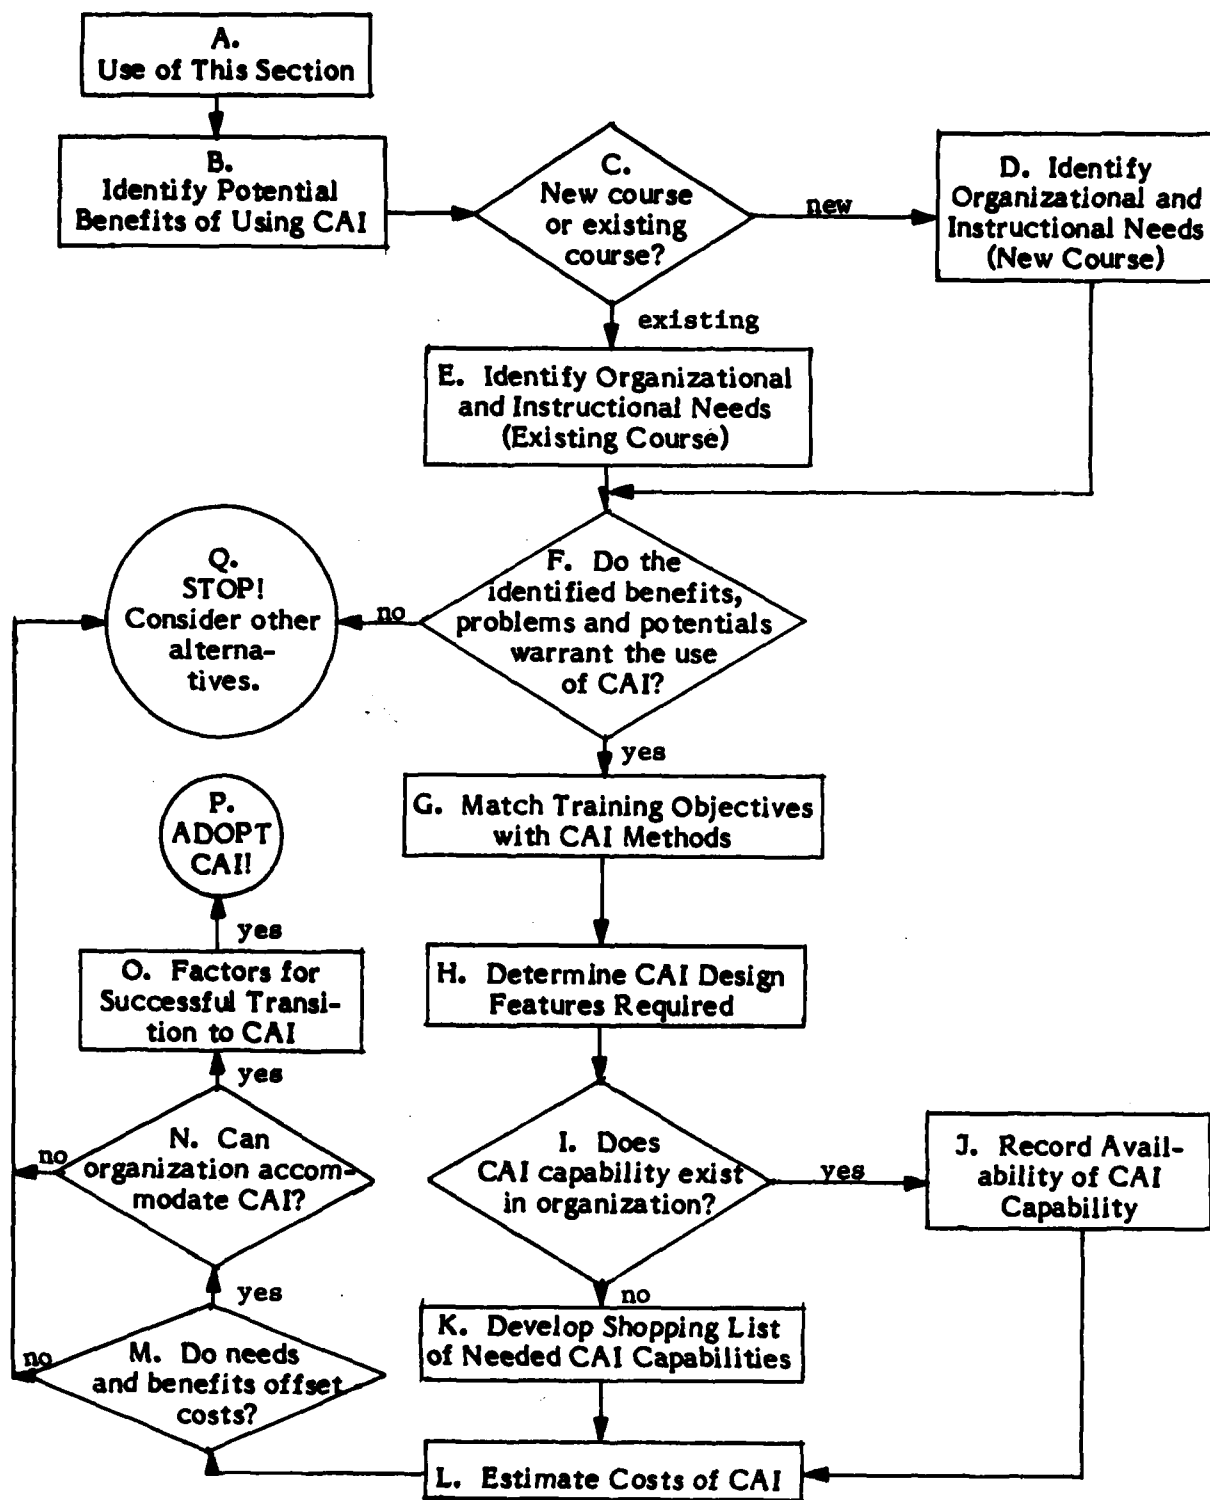 A.
Use of This Section
B.
Identify Potential
Benefits of Using CAI
C.
New course
or existing
course?
new
D. Identify
Organizational and
Instructional Needs
(New Course)
existing
E. Identify Organizational
and Instructional Needs
(Existing Course)
F. Do the
identified benefits,
problems and potentials
warrant the use
of CAI?
no
Q.
STOP!
Consider other
alterna-
tives.
yes
G. Match Training Objectives
with CAI Methods
H. Determine CAI Design
Features Required
I. Does
CAI capability exist
in organization?
yes
J. Record Avail-
ability of CAI
Capability
no
K. Develop Shopping List
of Needed CAI Capabilities
L. Estimate Costs of CAI
M. Do needs
and benefits offset
costs?
no
yes
N. Can
organization accom-
modate CAI?
no
yes
O. Factors for
Successful Transi-
tion to CAI
yes
P.
ADOPT
CAI!